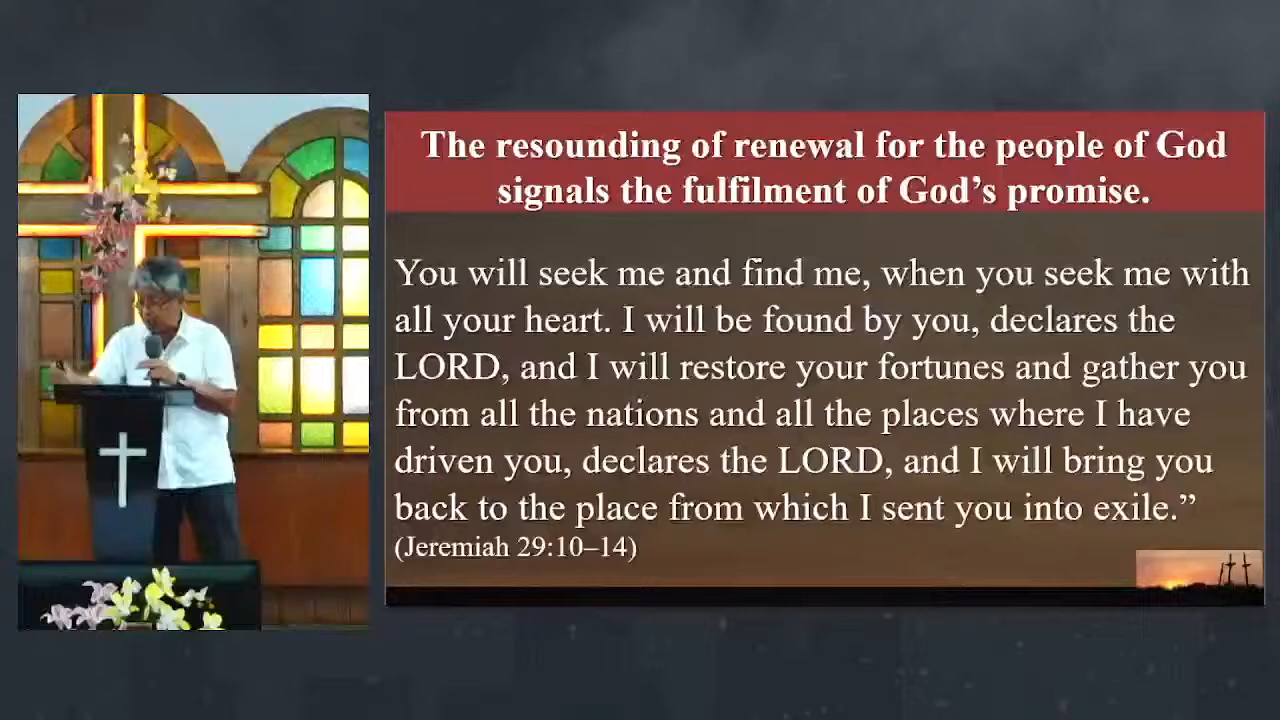 The resounding of renewal for the people of God
signals the fulfilment of God’s promise.
You will seek me and find me, when you seek me with
all your heart. I will be found by you, declares the
LORD, and I will restore your fortunes and gather you
from all the nations and all the places where I have
driven you, declares the LORD, and I will bring you
back to the place from which I sent you into exile.”
(Jeremiah 29:10–14)